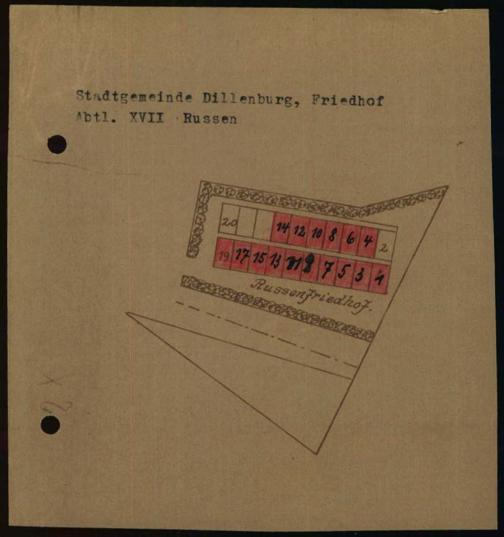 Stadtgemeinde Dillenburg, Friedhof
Abtl. XVII Russen
20 14 12 10 8 6 4 2
19 17 15 13 11 9 7 5 3 1
Russenfriedhof.